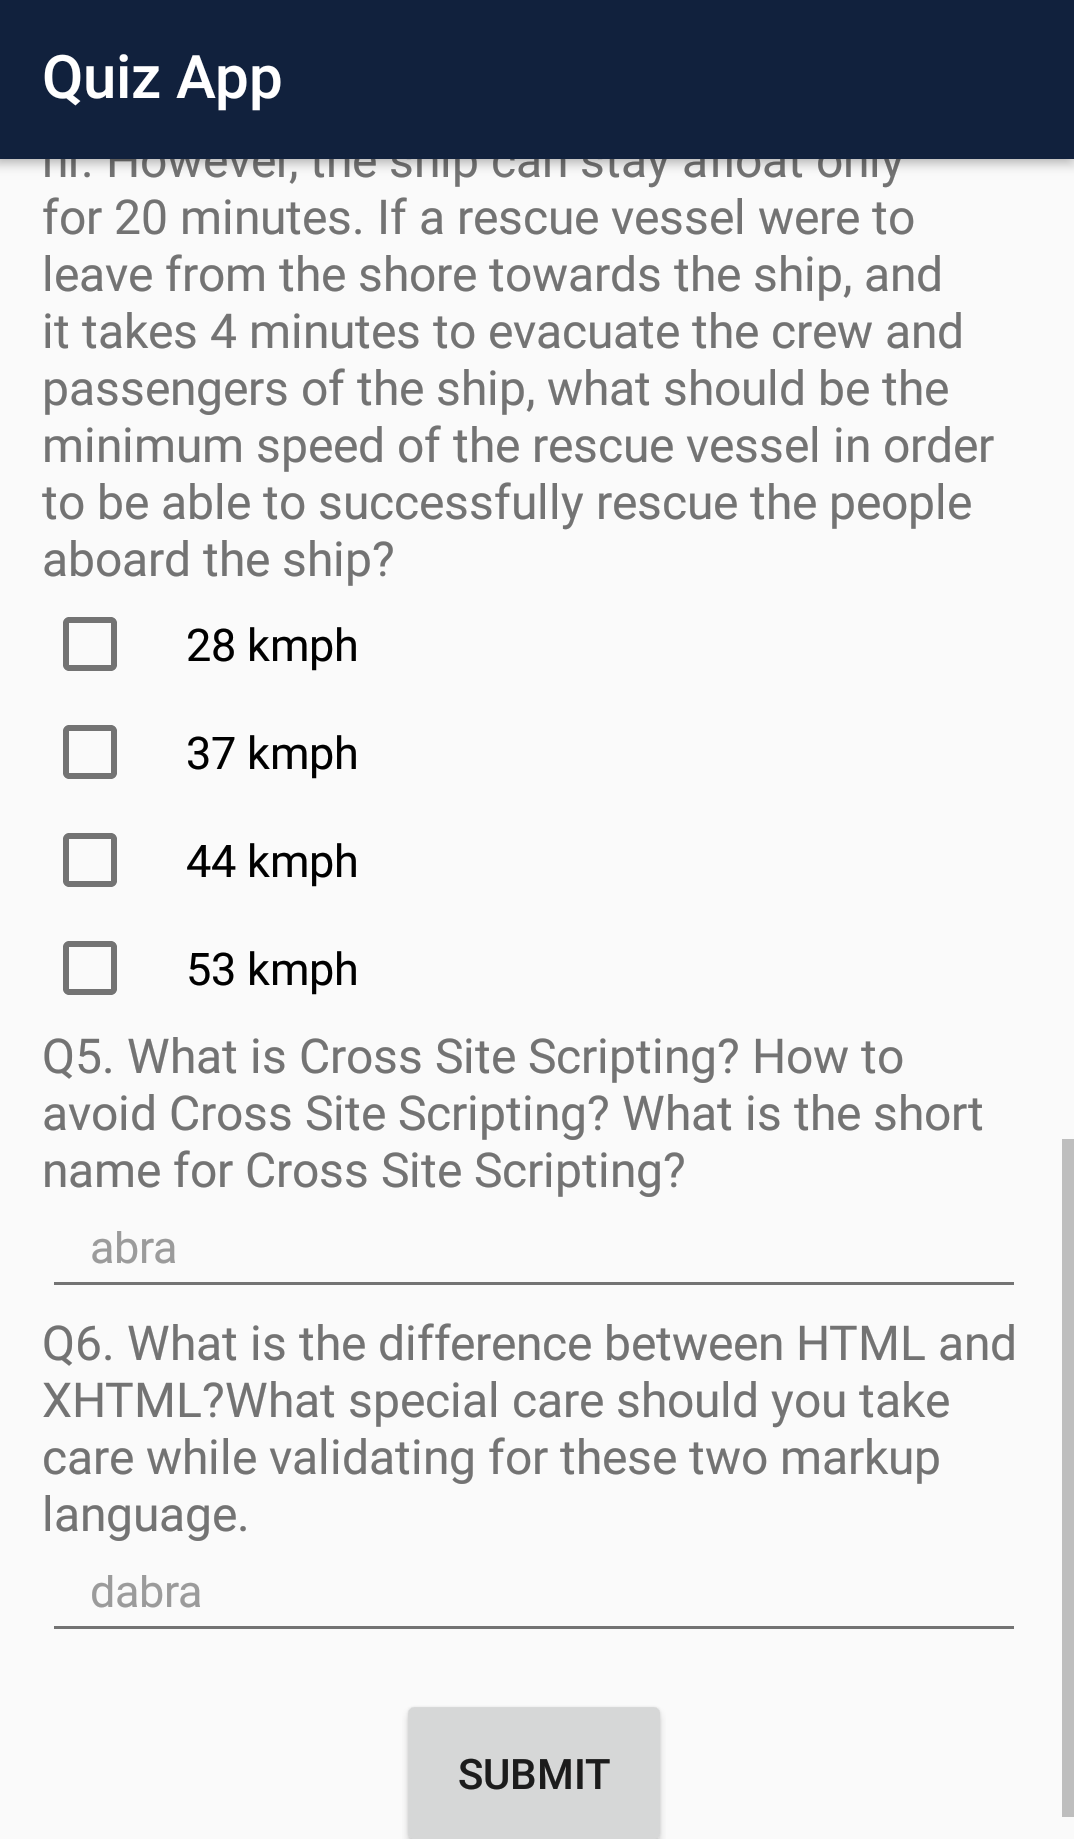 Quiz App
hr. However, the ship can stay afloat only
for 20 minutes. If a rescue vessel were to
leave from the shore towards the ship, and
it takes 4 minutes to evacuate the crew and
passengers of the ship, what should be the
minimum speed of the rescue vessel in order
to be able to successfully rescue the people
aboard the ship?
28 kmph
37 kmph
44 kmph
53 kmph
Q5. What is Cross Site Scripting? How to
avoid Cross Site Scripting? What is the short
name for Cross Site Scripting?
abra
Q6. What is the difference between HTML and
XHTML?What special care should you take
care while validating for these two markup
language.
dabra
SUBMIT